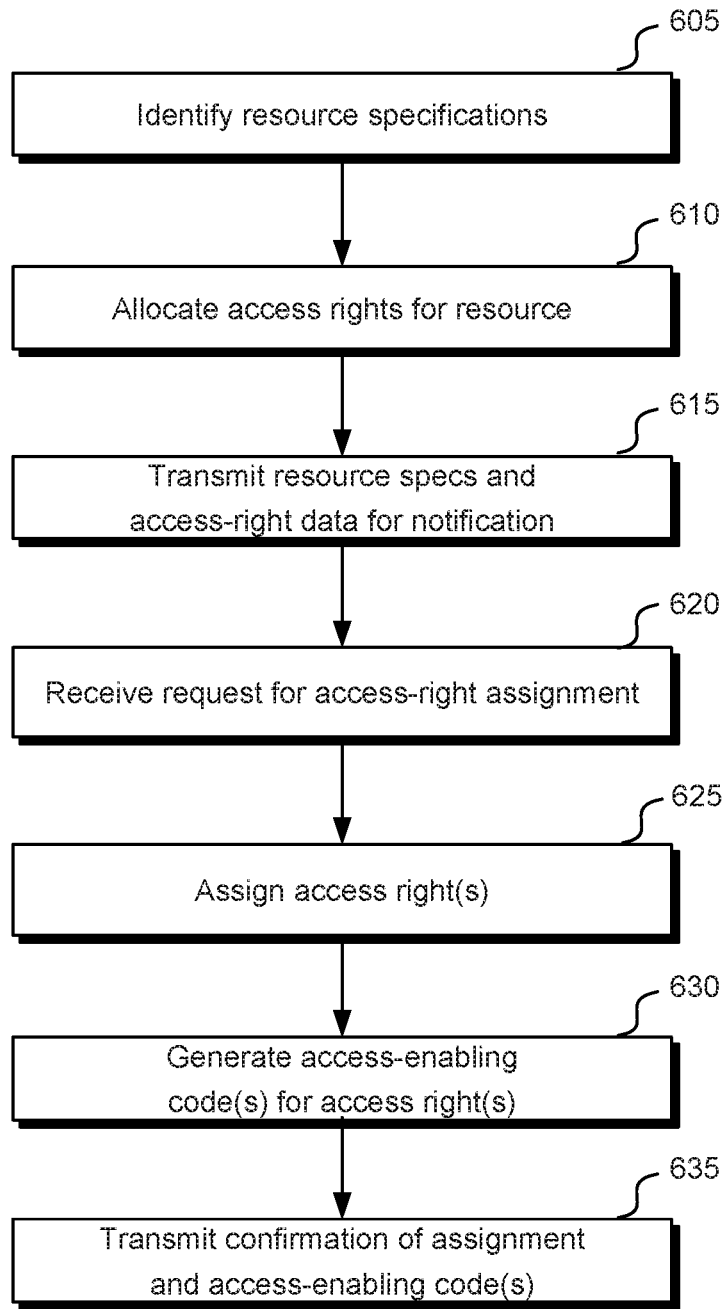 605
Identify resource specifications
610
Allocate access rights for resource
615
Transmit resource specs and
access-right data for notification
620
Receive request for access-right assignment
625
Assign access right(s)
630
Generate access-enabling
code(s) for access right(s)
635
Transmit confirmation of assignment
and access-enabling code(s)